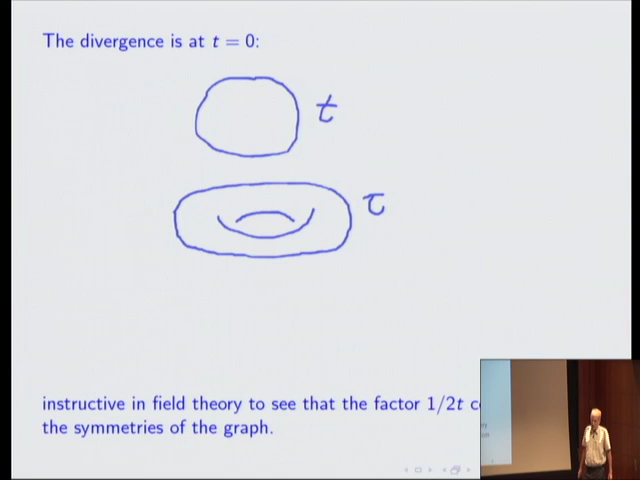 The divergence is at t = 0:
t
τ
instructive in field theory to see that the factor 1/2t c
the symmetries of the graph.